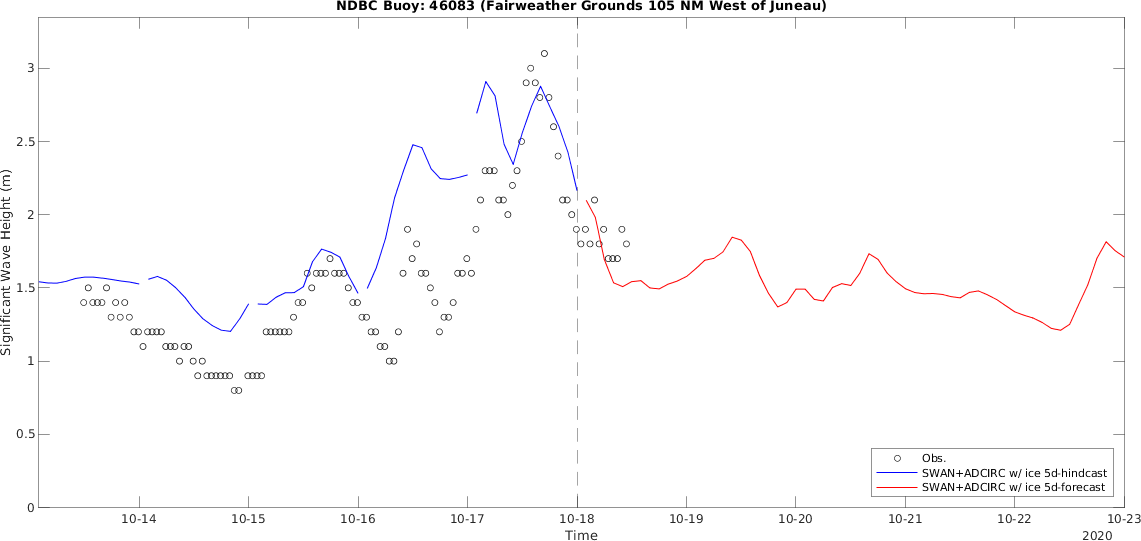 NDBC Buoy: 46083 (Fairweather Grounds 105 NM West of Juneau)
Significant Wave Height (m)
3
2.5
2
1.5
1
0.5
0
Obs.
SWAN+ADCIRC w/ ice 5d-hindcast
SWAN+ADCIRC w/ ice 5d-forecast
10-14 10-15 10-16 10-17 10-18 10-19 10-20 10-21 10-22 10-23
Time
2020